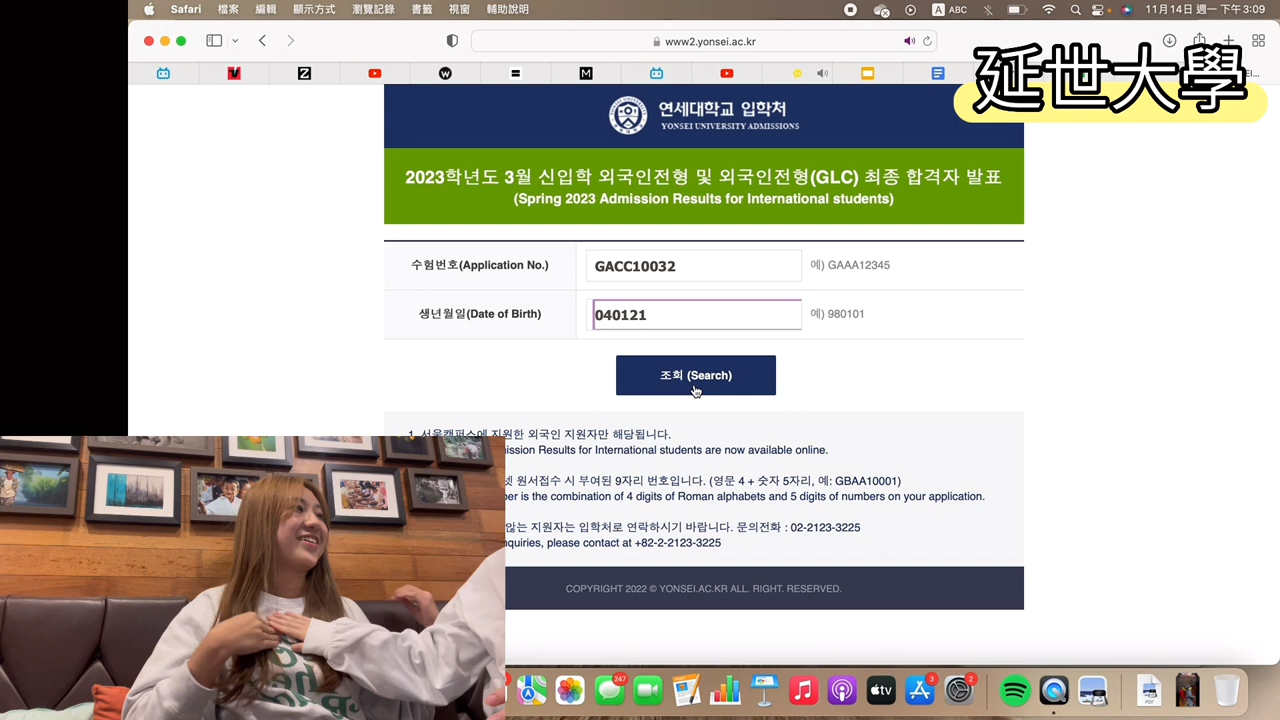 Safari 檔案 編輯 顯示方式 瀏覽記錄 書籤 視窗 輔助說明
A ABC 11月14日 週一 下午 3:09
www2.yonsei.ac.kr
延世大學
연세대학교 입학처
YONSEI UNIVERSITY ADMISSIONS
2023학년도 3월 신입학 외국인전형 및 외국인전형(GLC) 최종 합격자 발표
(Spring 2023 Admission Results for International students)
수험번호(Application No.) GACC10032 예) GAAA12345
생년월일(Date of Birth) 040121 예) 980101
조회 (Search)
1. 서울캠퍼스에 지원한 외국인 지원자만 해당됩니다.
ission Results for International students are now available online.
넷 원서접수 시 부여된 9자리 번호입니다. (영문 4 + 숫자 5자리, 예: GBAA10001)
er is the combination of 4 digits of Roman alphabets and 5 digits of numbers on your application.
않는 지원자는 입학처로 연락하시기 바랍니다. 문의전화 : 02-2123-3225
nquiries, please contact at +82-2-2123-3225
COPYRIGHT 2022 © YONSEI.AC.KR ALL. RIGHT. RESERVED.
247
tv
3
2
PDF